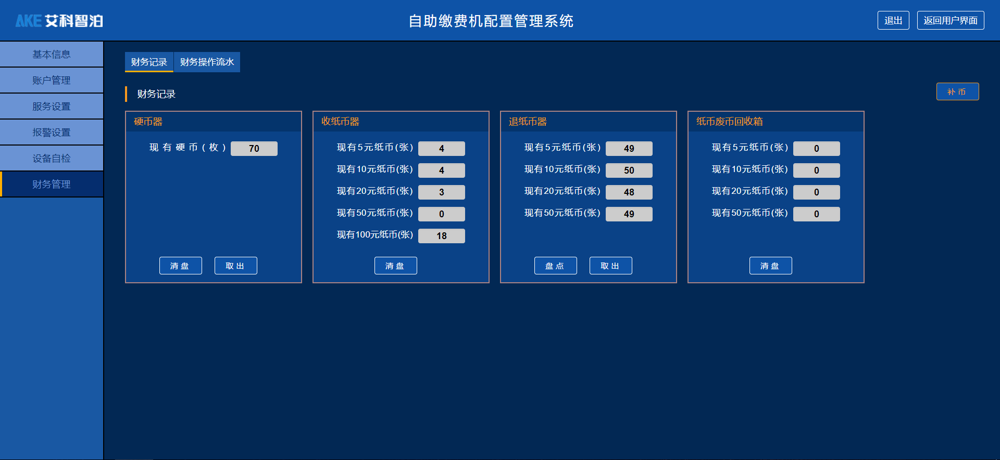 AKE 艾科智泊
自助缴费机配置管理系统
退出
返回用户界面
基本信息
账户管理
服务设置
报警设置
设备自检
财务管理
财务记录
财务操作流水
财务记录
补 币
硬币器
现 有 硬 币 ( 枚 ) 70
清 盘
取 出
收纸币器
现有5元纸币(张) 4
现有10元纸币(张) 4
现有20元纸币(张) 3
现有50元纸币(张) 0
现有100元纸币(张) 18
清 盘
退纸币器
现有5元纸币(张) 49
现有10元纸币(张) 50
现有20元纸币(张) 48
现有50元纸币(张) 49
盘 点
取 出
纸币废币回收箱
现有5元纸币(张) 0
现有10元纸币(张) 0
现有20元纸币(张) 0
现有50元纸币(张) 0
清 盘